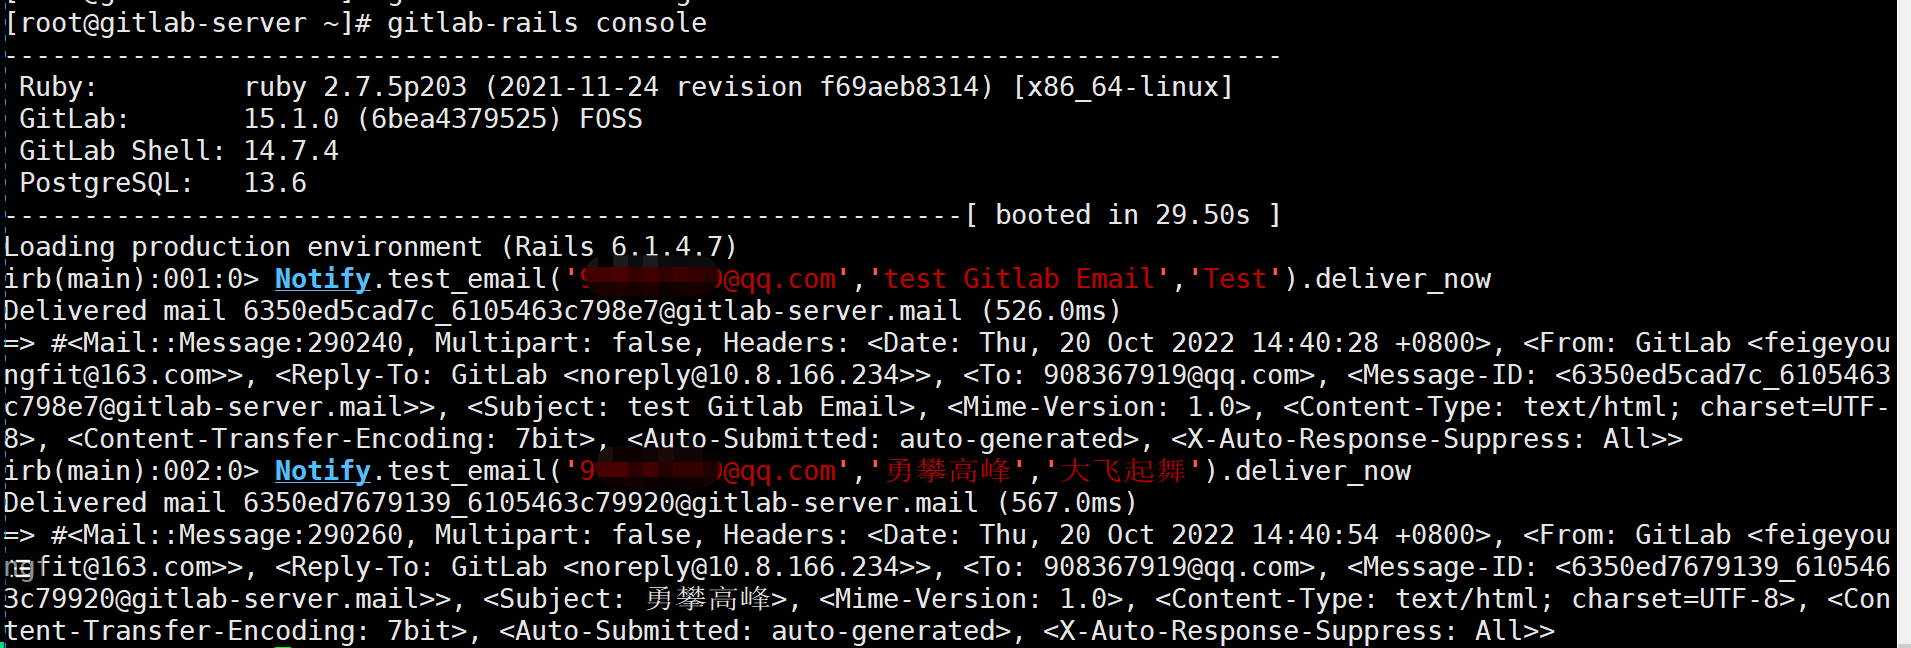 [root@gitlab-server ~]# gitlab-rails console
--------------------------------------------------------------------------------
Ruby: ruby 2.7.5p203 (2021-11-24 revision f69aeb8314) [x86_64-linux]
GitLab: 15.1.0 (6bea4379525) FOSS
GitLab Shell: 14.7.4
PostgreSQL: 13.6
------------------------------------------------------------[ booted in 29.50s ]
Loading production environment (Rails 6.1.4.7)
irb(main):001:0> Notify.test_email('9@qq.com','test Gitlab Email','Test').deliver_now
Delivered mail 6350ed5cad7c_6105463c798e7@gitlab-server.mail (526.0ms)
=> #<Mail::Message:290240, Multipart: false, Headers: <Date: Thu, 20 Oct 2022 14:40:28 +0800>, <From: GitLab <feigeyou
ngfit@163.com>>, <Reply-To: GitLab <noreply@10.8.166.234>>, <To: 908367919@qq.com>, <Message-ID: <6350ed5cad7c_6105463
c798e7@gitlab-server.mail>>, <Subject: test Gitlab Email>, <Mime-Version: 1.0>, <Content-Type: text/html; charset=UTF-
8>, <Content-Transfer-Encoding: 7bit>, <Auto-Submitted: auto-generated>, <X-Auto-Response-Suppress: All>>
irb(main):002:0> Notify.test_email('9@qq.com','勇攀高峰','大飞起舞').deliver_now
Delivered mail 6350ed7679139_6105463c79920@gitlab-server.mail (567.0ms)
=> #<Mail::Message:290260, Multipart: false, Headers: <Date: Thu, 20 Oct 2022 14:40:54 +0800>, <From: GitLab <feigeyou
ngfit@163.com>>, <Reply-To: GitLab <noreply@10.8.166.234>>, <To: 908367919@qq.com>, <Message-ID: <6350ed7679139_610546
3c79920@gitlab-server.mail>>, <Subject: 勇攀高峰>, <Mime-Version: 1.0>, <Content-Type: text/html; charset=UTF-8>, <Con
tent-Transfer-Encoding: 7bit>, <Auto-Submitted: auto-generated>, <X-Auto-Response-Suppress: All>>